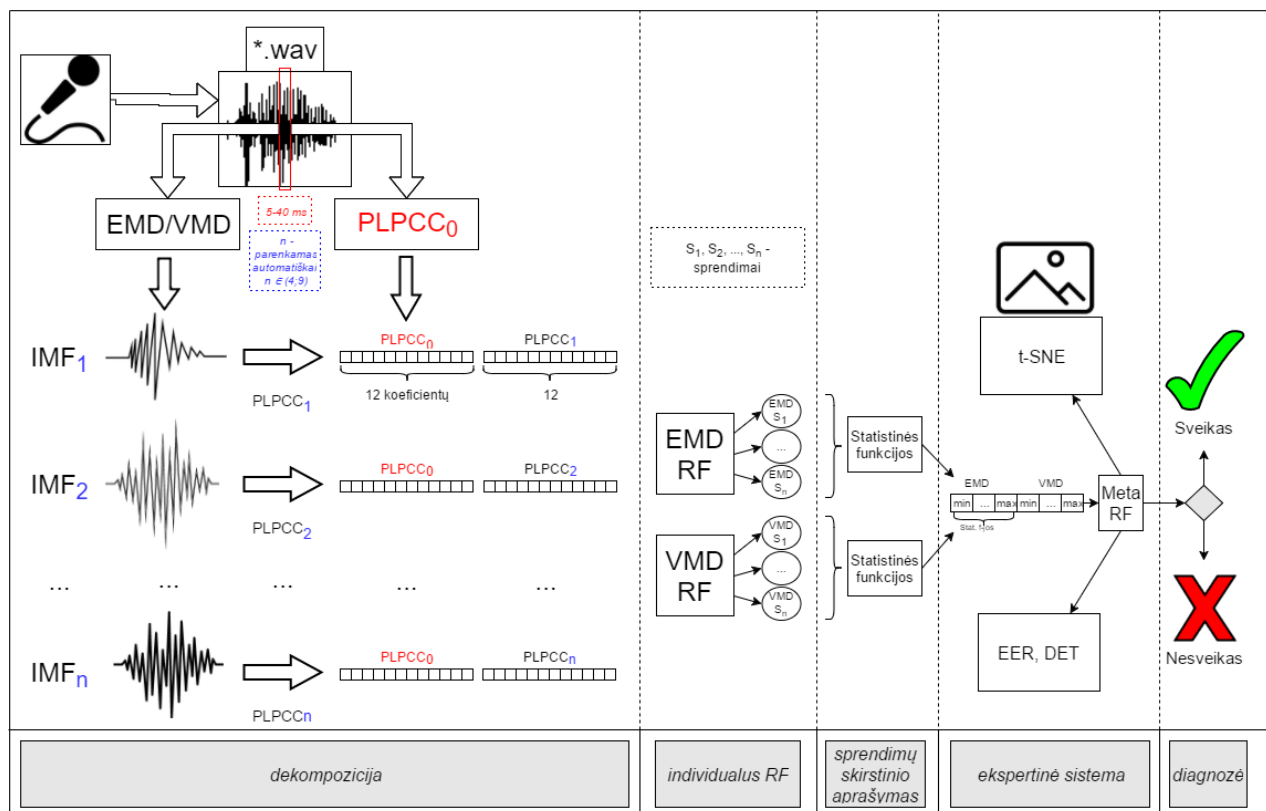 *.wav
EMD/VMD
5-40 ms
PLPCC0
n -
parenkamas
automatiškai
n ∈ (4;9)
S1, S2, ..., Sn -
sprendimai
IMF1
PLPCC1
PLPCC0
PLPCC1
12 koeficientų
12
IMF2
PLPCC2
PLPCC0
PLPCC2
...
...
...
...
...
IMFn
PLPCCn
PLPCC0
PLPCCn
EMD
RF
EMD
S1
...
EMD
Sn
VMD
RF
VMD
S1
...
VMD
Sn
Statistinės
funkcijos
Statistinės
funkcijos
EMD
VMD
min ... max min ... max
Stat. f-jos
t-SNE
Meta
RF
EER, DET
Sveikas
Nesveikas
dekompozicija
individualus RF
sprendimų
skirstinio
aprašymas
ekspertinė sistema
diagnozė